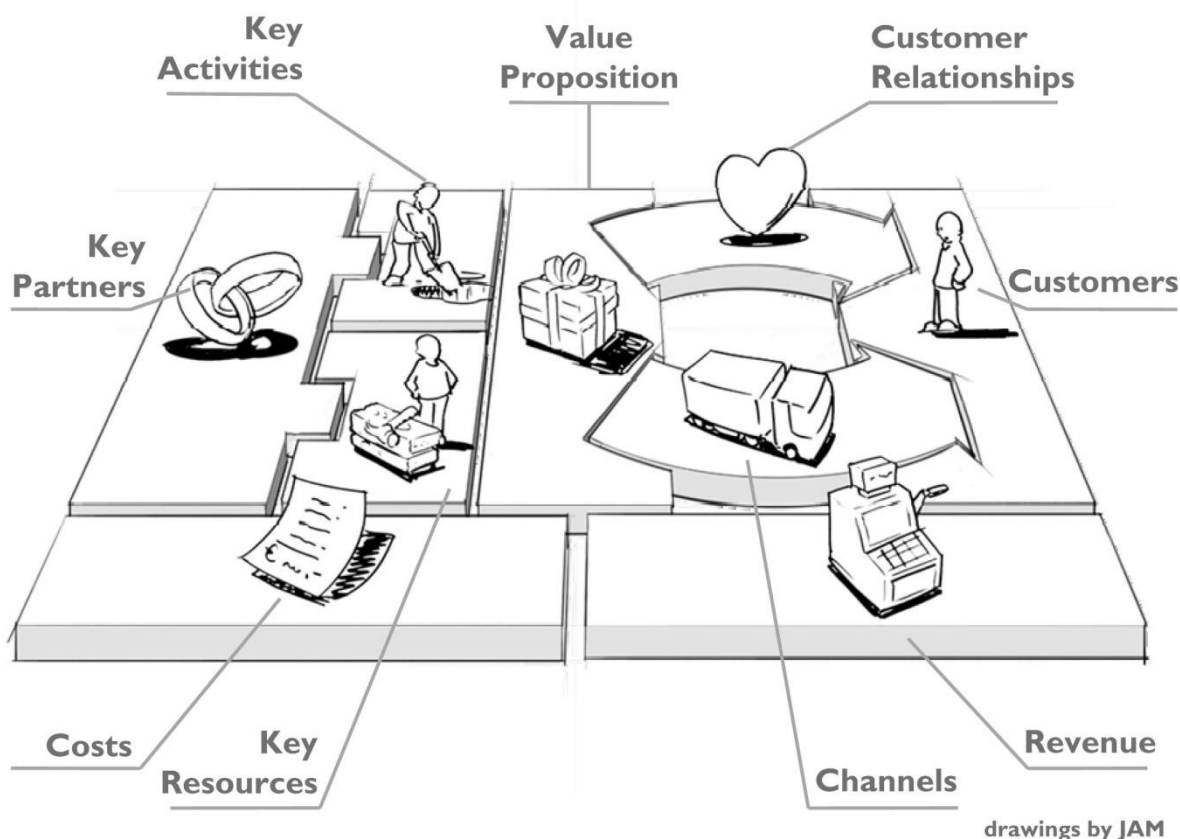 Key
Activities
Value
Proposition
Customer
Relationships
Key
Partners
Customers
Costs
Key
Resources
Channels
Revenue
drawings by JAM